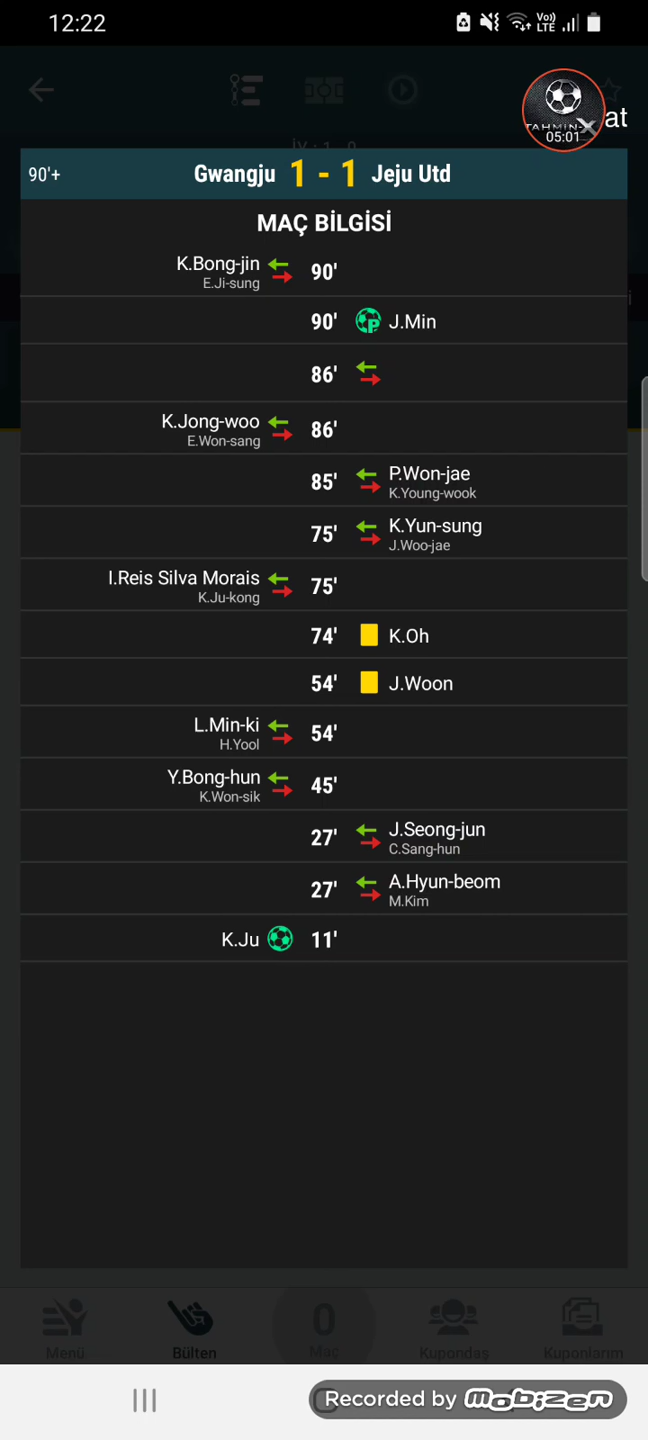 12:22
Vo))
LTE
TAHMIN-X
05:01
at
İY : 1 - 0
90'+
Gwangju 1 - 1 Jeju Utd
MAÇ BİLGİSİ
K.Bong-jin 90'
E.Ji-sung
90' P J.Min
86'
K.Jong-woo 86'
E.Won-sang
85' P.Won-jae
K.Young-wook
75' K.Yun-sung
J.Woo-jae
I.Reis Silva Morais 75'
K.Ju-kong
74' K.Oh
54' J.Woon
L.Min-ki 54'
H.Yool
Y.Bong-hun 45'
K.Won-sik
27' J.Seong-jun
C.Sang-hun
27' A.Hyun-beom
M.Kim
K.Ju 11'
0
Menü Bülten Maç Kupondaş Kuponlarım
Recorded by mobizen